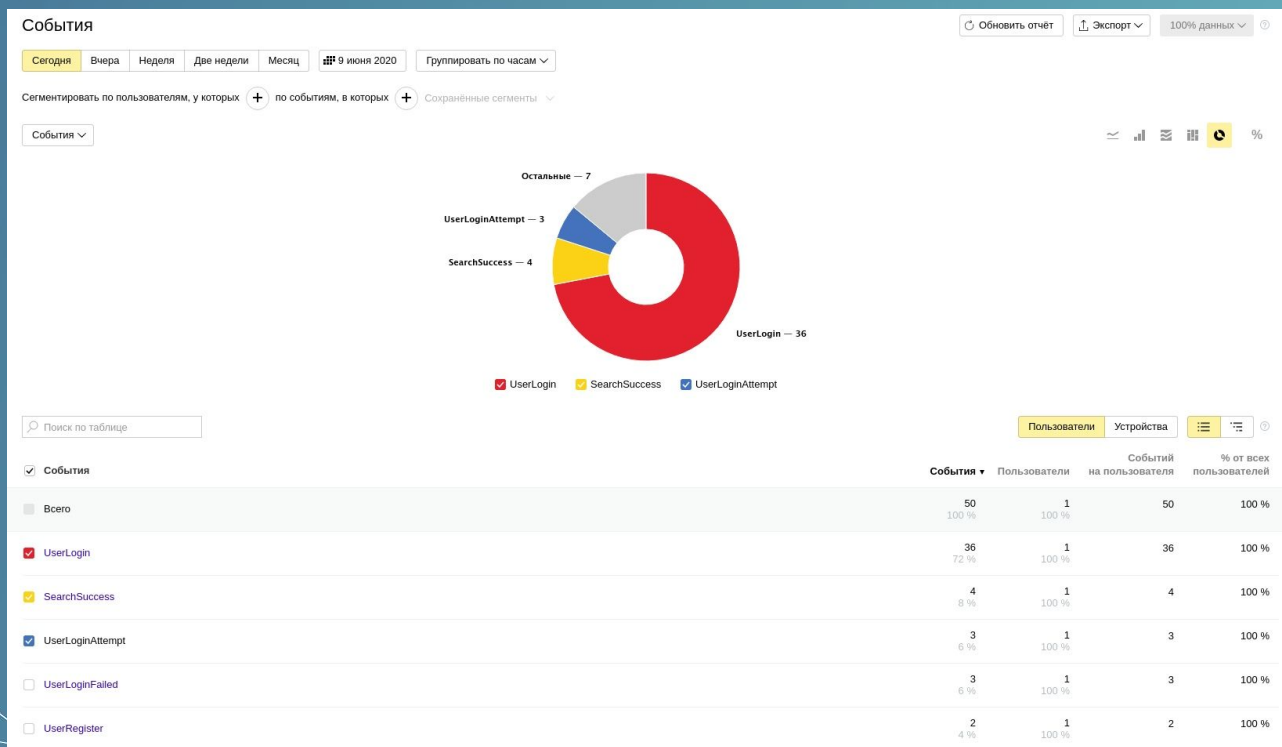 События
Обновить отчёт Экспорт 100% данных
Сегодня Вчера Неделя Две недели Месяц 9 июня 2020 Группировать по часам
Сегментировать по пользователям, у которых + по событиям, в которых + Сохранённые сегменты
События
%
Остальные — 7
UserLoginAttempt — 3
SearchSuccess — 4
UserLogin — 36
UserLogin SearchSuccess UserLoginAttempt
Поиск по таблице
Пользователи Устройства
События События ▾ Пользователи Событий на пользователя % от всех пользователей
Всего 50 1 50 100 %
100 % 100 %
UserLogin 36 1 36 100 %
72 % 100 %
SearchSuccess 4 1 4 100 %
8 % 100 %
UserLoginAttempt 3 1 3 100 %
6 % 100 %
UserLoginFailed 3 1 3 100 %
6 % 100 %
UserRegister 2 1 2 100 %
4 % 100 %